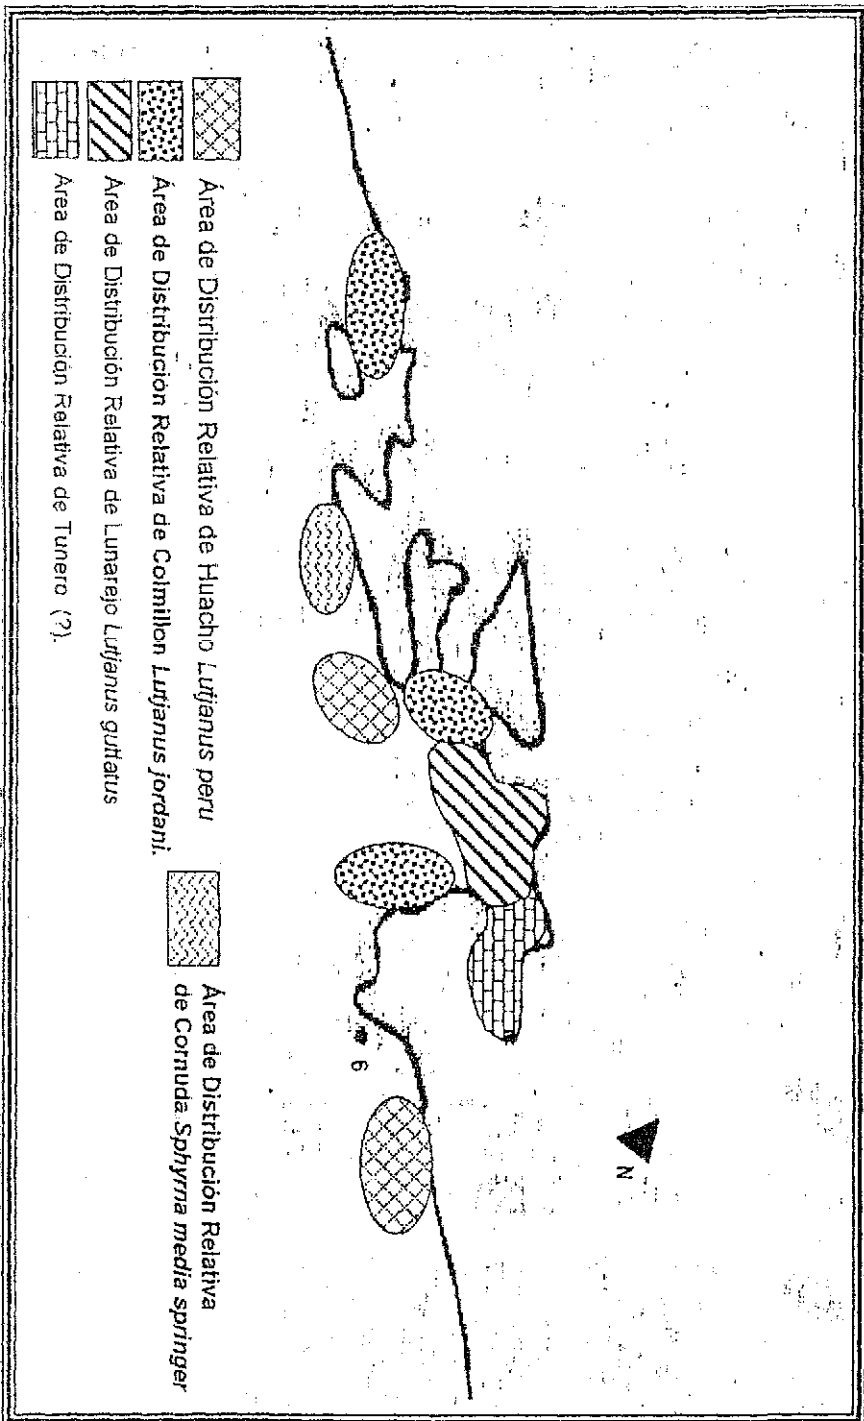 N
6
Área de Distribución Relativa de Huacho Lutjanus peru
Área de Distribución Relativa de Colmillon Lutjanus jordani.
Área de Distribución Relativa de Lunarejo Lutjanus guttatus
Área de Distribución Relativa de Tunero (?).
Área de Distribución Relativa
de Cornuda Sphyrna media springer